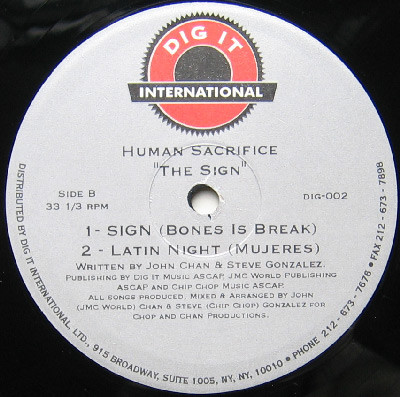 DIG IT
INTERNATIONAL
HUMAN SACRIFICE
"THE SIGN"
SIDE B
33 1/3 RPM
DIG-002
1- SIGN (BONES IS BREAK)
2 - LATIN NIGHT (MUJERES)
WRITTEN BY JOHN CHAN & STEVE GONZALEZ.
PUBLISHING BY DIG IT MUSIC ASCAP, JMC WORLD PUBLISHING
ASCAP AND CHIP CHOP MUSIC ASCAP.
ALL SONGS PRODUCED, MIXED & ARRANGED BY JOHN
(JMC WORLD) CHAN & STEVE (CHIP CHOP) GONZALEZ FOR
CHOP AND CHAN PRODUCTIONS.
DISTRIBUTED BY DIG IT INTERNATIONAL, LTD., 915 BROADWAY, SUITE 1005, NY, NY, 10010 • PHONE 212-673-7676 • FAX 212-673-7898